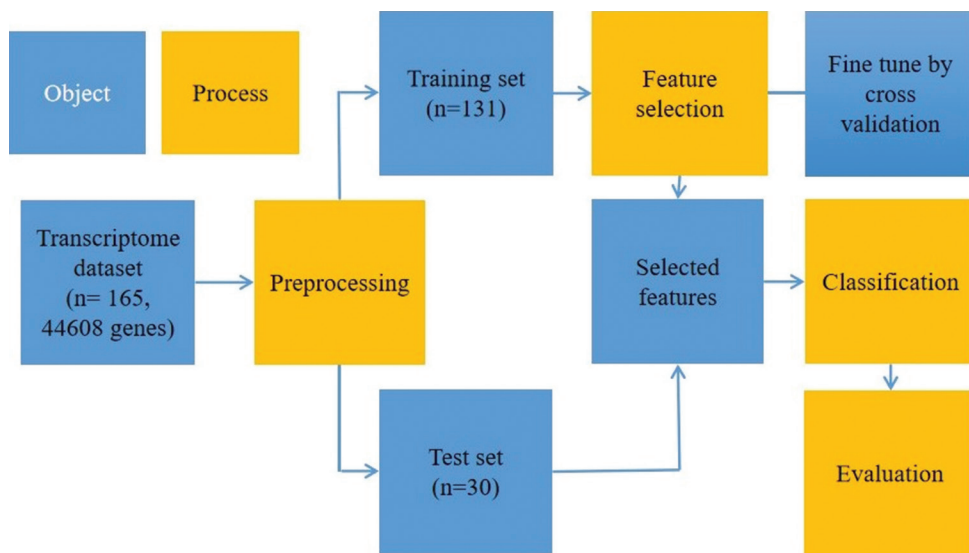 Object
Process
Training set
(n=131)
Feature
selection
Fine tune by
cross
validation
Transcriptome
dataset
(n= 165,
44608 genes)
Preprocessing
Selected
features
Classification
Test set
(n=30)
Evaluation